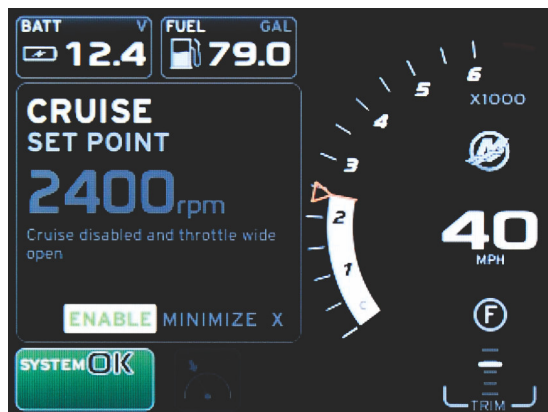 BATT V
12.4
FUEL GAL
79.0
CRUISE
SET POINT
2400rpm
Cruise disabled and throttle wide
open
ENABLE MINIMIZE X
SYSTEM OK
6
5
4
3
2
1
C
X1000
40
MPH
F
TRIM